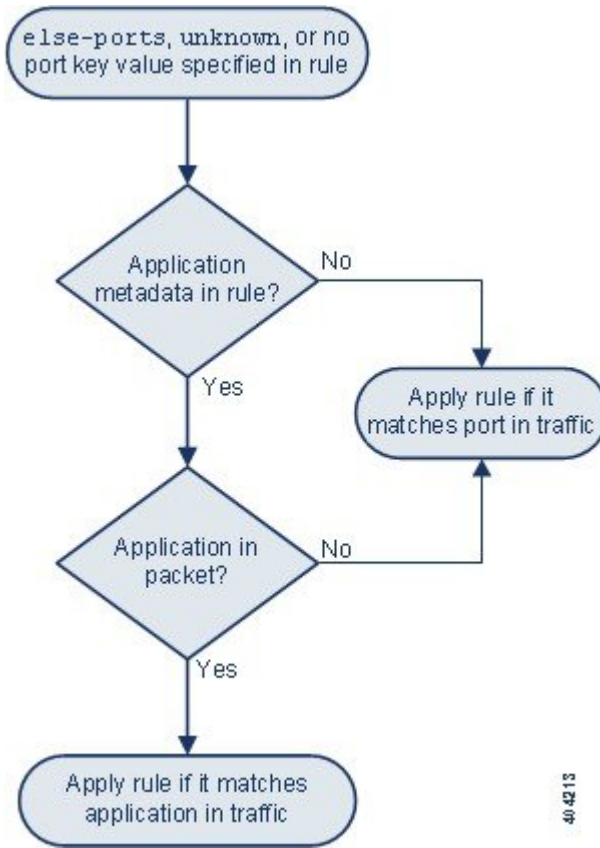 else-ports, unknown, or no
port key value specified in rule
Application
metadata in rule?
No
Yes
Apply rule if it
matches port in traffic
Application in
packet?
No
Yes
Apply rule if it matches
application in traffic
404213